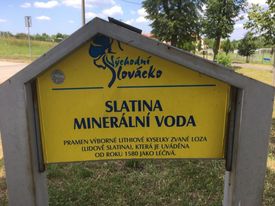 Východní
Slovácko
SLATINA
MINERÁLNÍ VODA
PRAMEN VÝBORNÉ LITHIOVÉ KYSELKY ZVANÉ LOZA
(LIDOVĚ SLATINA), KTERÁ JE UVÁDĚNA
OD ROKU 1580 JAKO LÉČIVÁ.